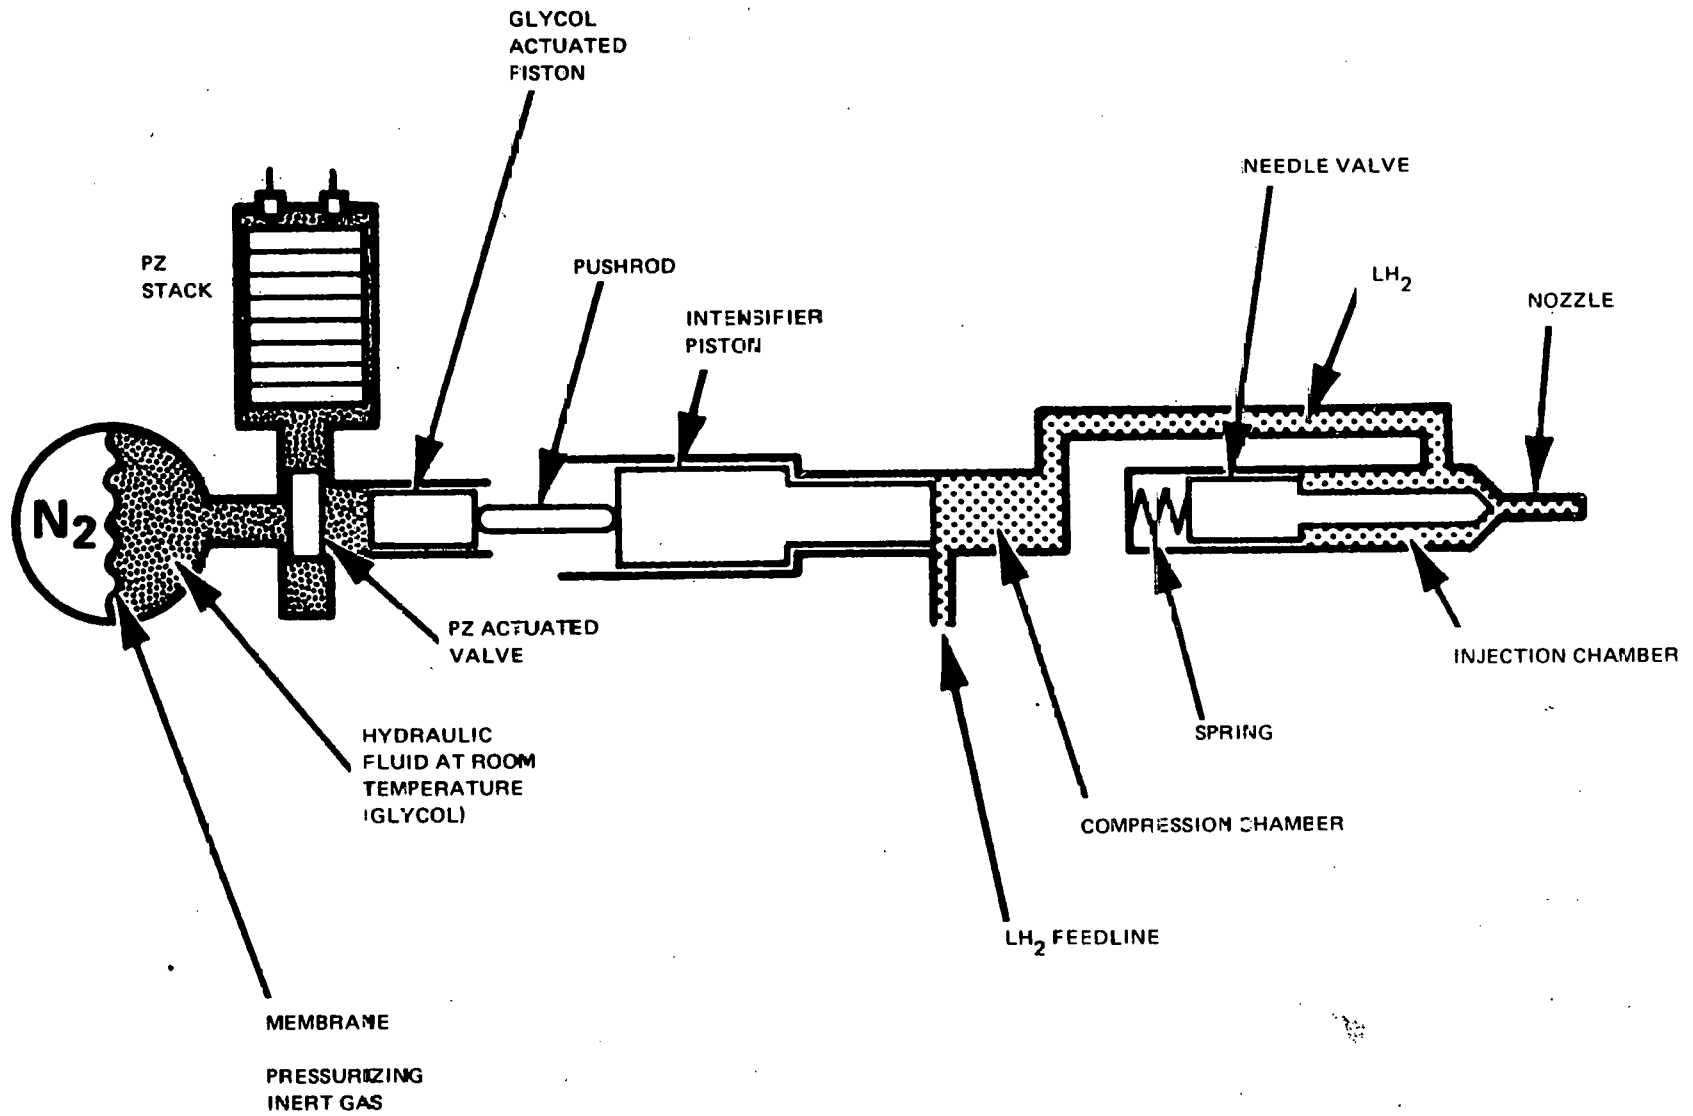 GLYCOL
ACTUATED
PISTON
NEEDLE VALVE
PZ
STACK
PUSHROD
LH2
NOZZLE
INTENSIFIER
PISTON
N2
PZ ACTUATED
VALVE
INJECTION CHAMBER
SPRING
HYDRAULIC
FLUID AT ROOM
TEMPERATURE
(GLYCOL)
COMPRESSION CHAMBER
LH2 FEEDLINE
MEMBRANE
PRESSURIZING
INERT GAS